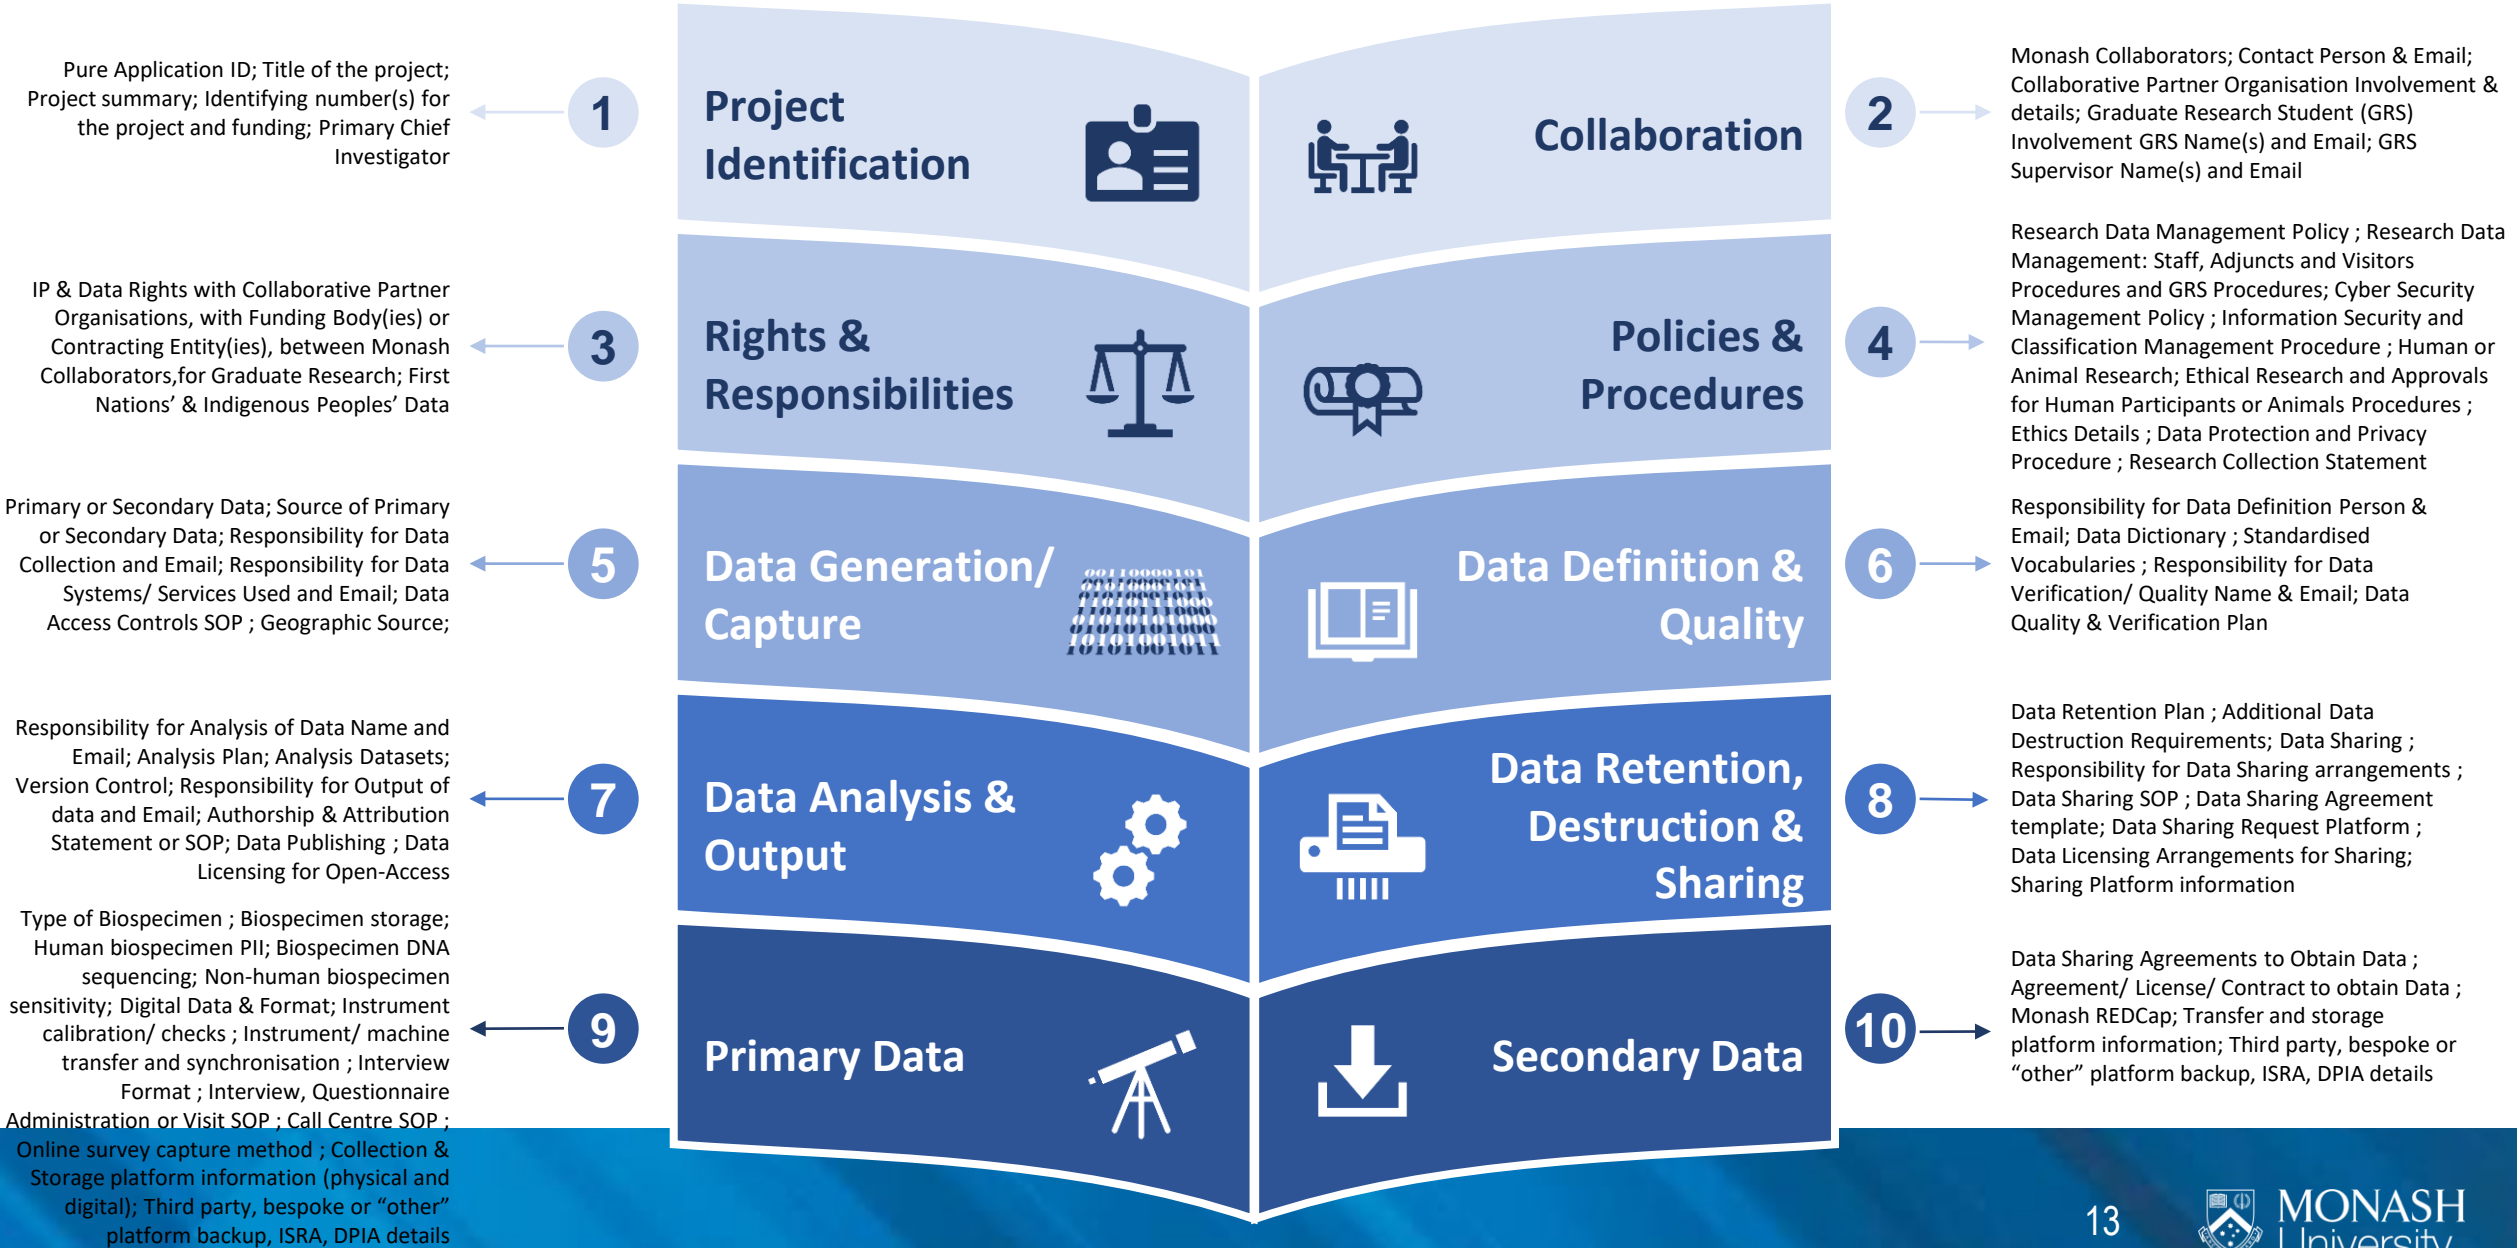 Pure Application ID; Title of the project;
Project summary; Identifying number(s) for
the project and funding; Primary Chief
Investigator
1
Project
Identification
Collaboration
2
Monash Collaborators; Contact Person & Email;
Collaborative Partner Organisation Involvement &
details; Graduate Research Student (GRS)
Involvement GRS Name(s) and Email; GRS
Supervisor Name(s) and Email
IP & Data Rights with Collaborative Partner
Organisations, with Funding Body(ies) or
Contracting Entity(ies), between Monash
Collaborators,for Graduate Research; First
Nations’ & Indigenous Peoples’ Data
3
Rights &
Responsibilities
Policies &
Procedures
4
Research Data Management Policy ; Research Data
Management: Staff, Adjuncts and Visitors
Procedures and GRS Procedures; Cyber Security
Management Policy ; Information Security and
Classification Management Procedure ; Human or
Animal Research; Ethical Research and Approvals
for Human Participants or Animals Procedures ;
Ethics Details ; Data Protection and Privacy
Procedure ; Research Collection Statement
Primary or Secondary Data; Source of Primary
or Secondary Data; Responsibility for Data
Collection and Email; Responsibility for Data
Systems/ Services Used and Email; Data
Access Controls SOP ; Geographic Source;
5
Data Generation/
Capture
Data Definition &
Quality
6
Responsibility for Data Definition Person &
Email; Data Dictionary ; Standardised
Vocabularies ; Responsibility for Data
Verification/ Quality Name & Email; Data
Quality & Verification Plan
Responsibility for Analysis of Data Name and
Email; Analysis Plan; Analysis Datasets;
Version Control; Responsibility for Output of
data and Email; Authorship & Attribution
Statement or SOP; Data Publishing ; Data
Licensing for Open-Access
7
Data Analysis &
Output
Data Retention,
Destruction &
Sharing
8
Data Retention Plan ; Additional Data
Destruction Requirements; Data Sharing ;
Responsibility for Data Sharing arrangements ;
Data Sharing SOP ; Data Sharing Agreement
template; Data Sharing Request Platform ;
Data Licensing Arrangements for Sharing;
Sharing Platform information
Type of Biospecimen ; Biospecimen storage;
Human biospecimen PII; Biospecimen DNA
sequencing; Non-human biospecimen
sensitivity; Digital Data & Format; Instrument
calibration/ checks ; Instrument/ machine
transfer and synchronisation ; Interview
Format ; Interview, Questionnaire
Administration or Visit SOP ; Call Centre SOP ;
Online survey capture method ; Collection &
Storage platform information (physical and
digital); Third party, bespoke or “other”
platform backup, ISRA, DPIA details
9
Primary Data
Secondary Data
10
Data Sharing Agreements to Obtain Data ;
Agreement/ License/ Contract to obtain Data ;
Monash REDCap; Transfer and storage
platform information; Third party, bespoke or
“other” platform backup, ISRA, DPIA details
13
MONASH
University